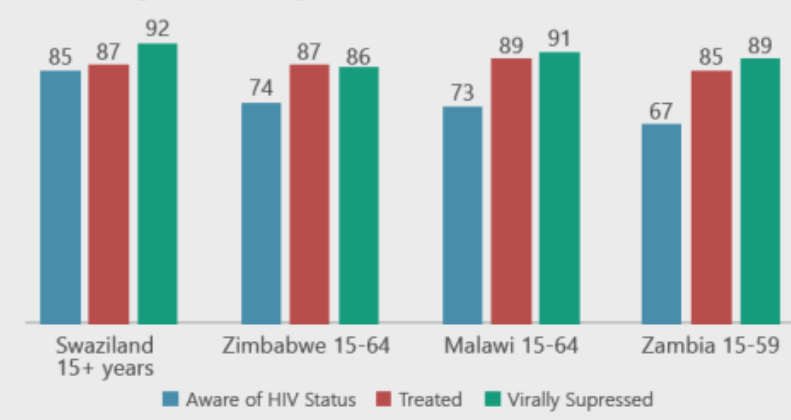 92
85 87
74 87 86
73 89 91
67 85 89
Swaziland
15+ years
Zimbabwe 15-64
Malawi 15-64
Zambia 15-59
Aware of HIV Status Treated Virally Supressed